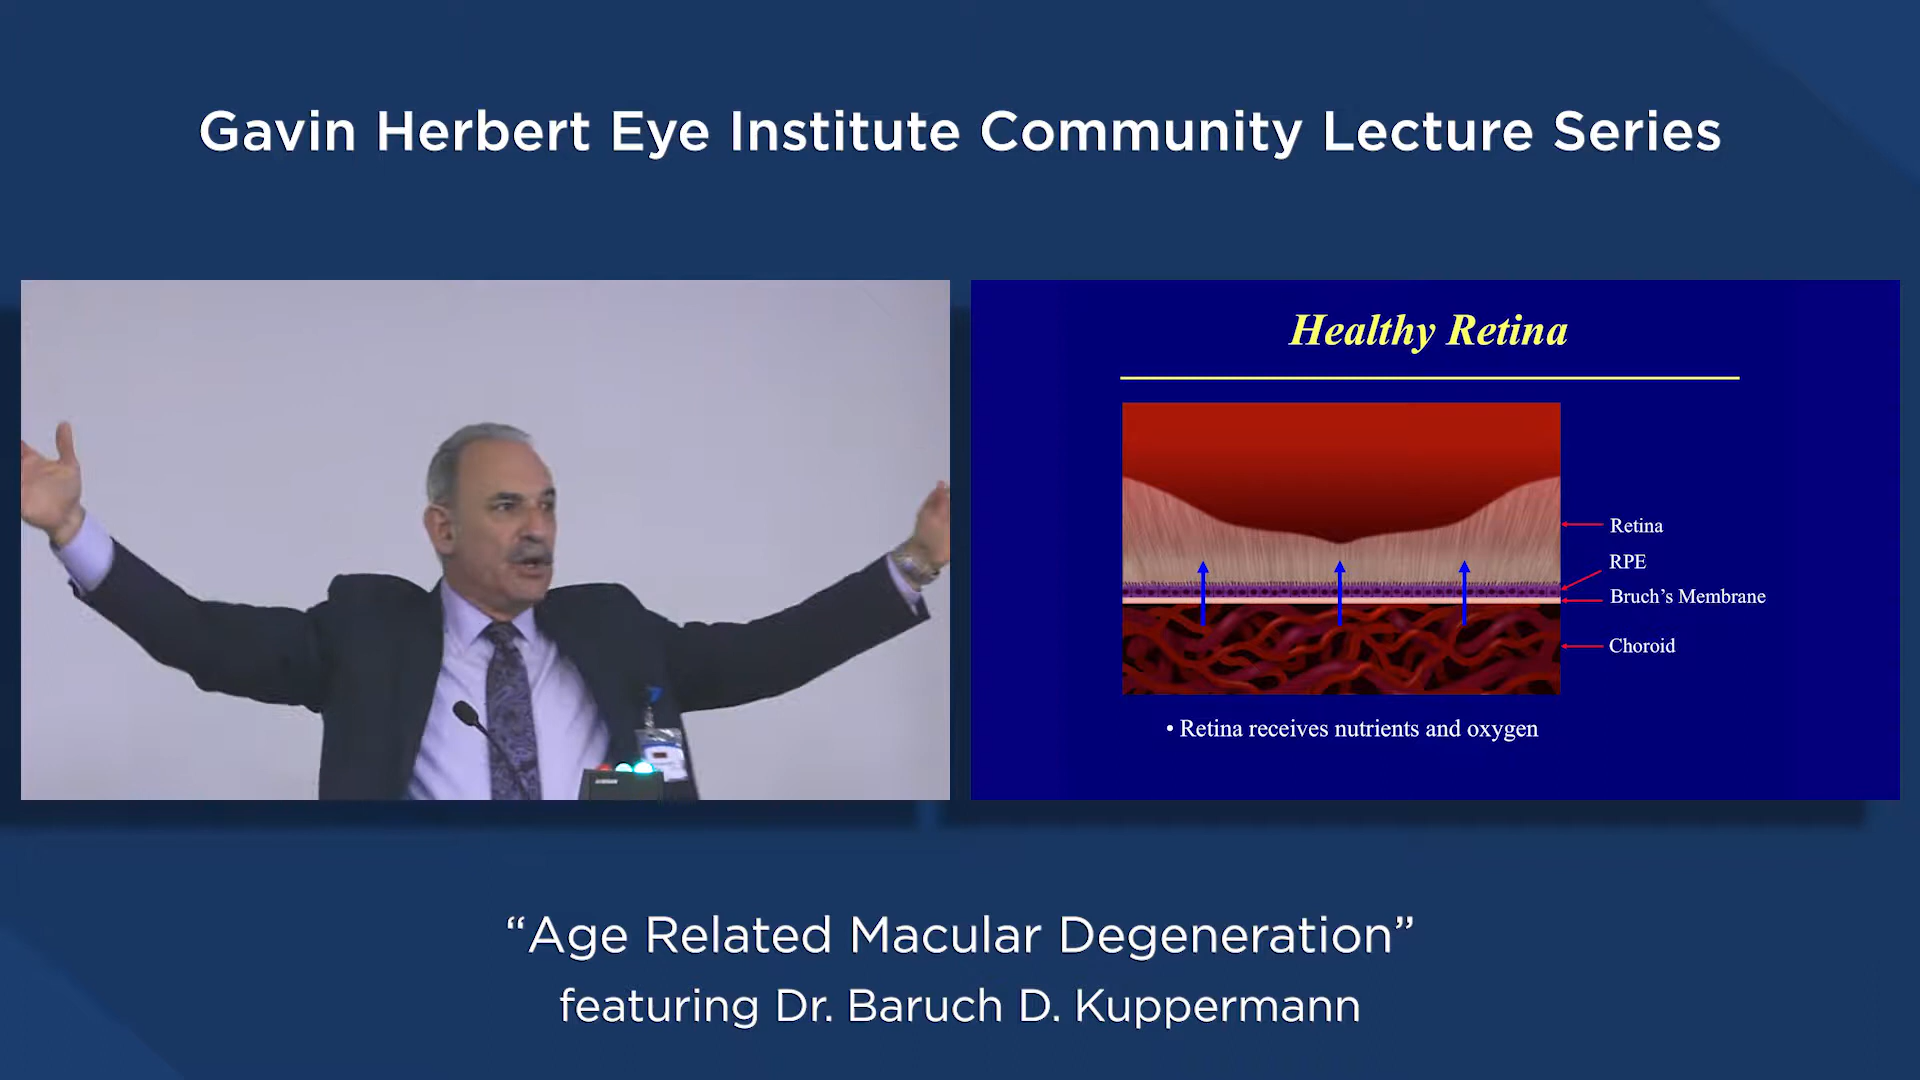 Gavin Herbert Eye Institute Community Lecture Series
Healthy Retina
Retina
RPE
Bruch’s Membrane
Choroid
• Retina receives nutrients and oxygen
“Age Related Macular Degeneration”
featuring Dr. Baruch D. Kuppermann